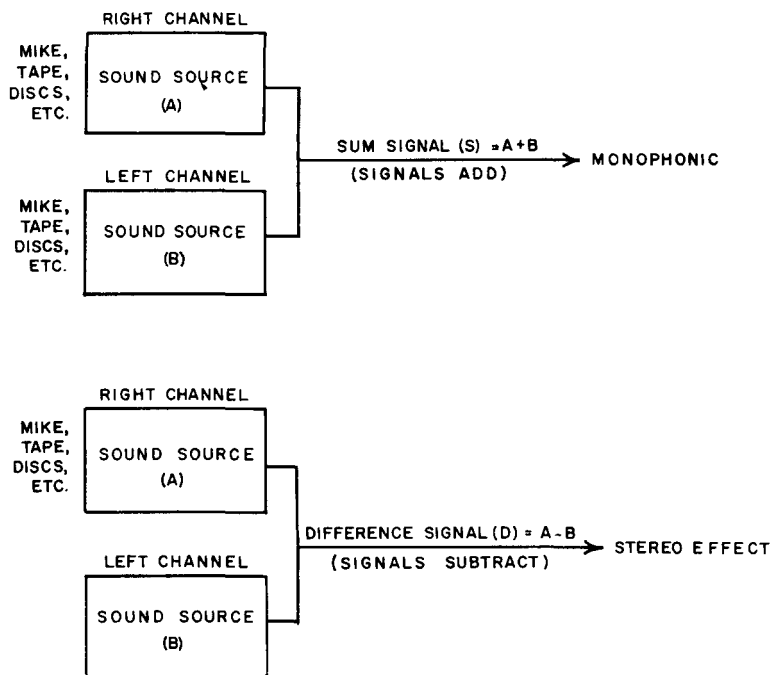 RIGHT CHANNEL
MIKE,
TAPE,
DISCS,
ETC.
SOUND SOURCE
(A)
SUM SIGNAL (S) = A+B
(SIGNALS ADD)
MONOPHONIC
LEFT CHANNEL
MIKE,
TAPE,
DISCS,
ETC.
SOUND SOURCE
(B)
RIGHT CHANNEL
MIKE,
TAPE,
DISCS,
ETC.
SOUND SOURCE
(A)
DIFFERENCE SIGNAL (D) = A-B
(SIGNALS SUBTRACT)
STEREO EFFECT
LEFT CHANNEL
SOUND SOURCE
(B)